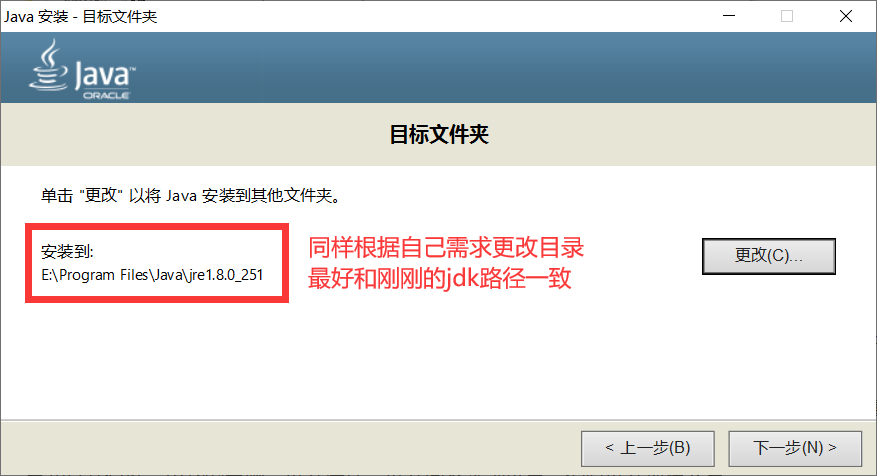 Java 安装 - 目标文件夹
Java™
ORACLE
目标文件夹
单击 "更改" 以将 Java 安装到其他文件夹。
安装到:
E:\Program Files\Java\jre1.8.0_251
同样根据自己需求更改目录
最好和刚刚的jdk路径一致
更改(C)...
< 上一步(B)
下一步(N) >